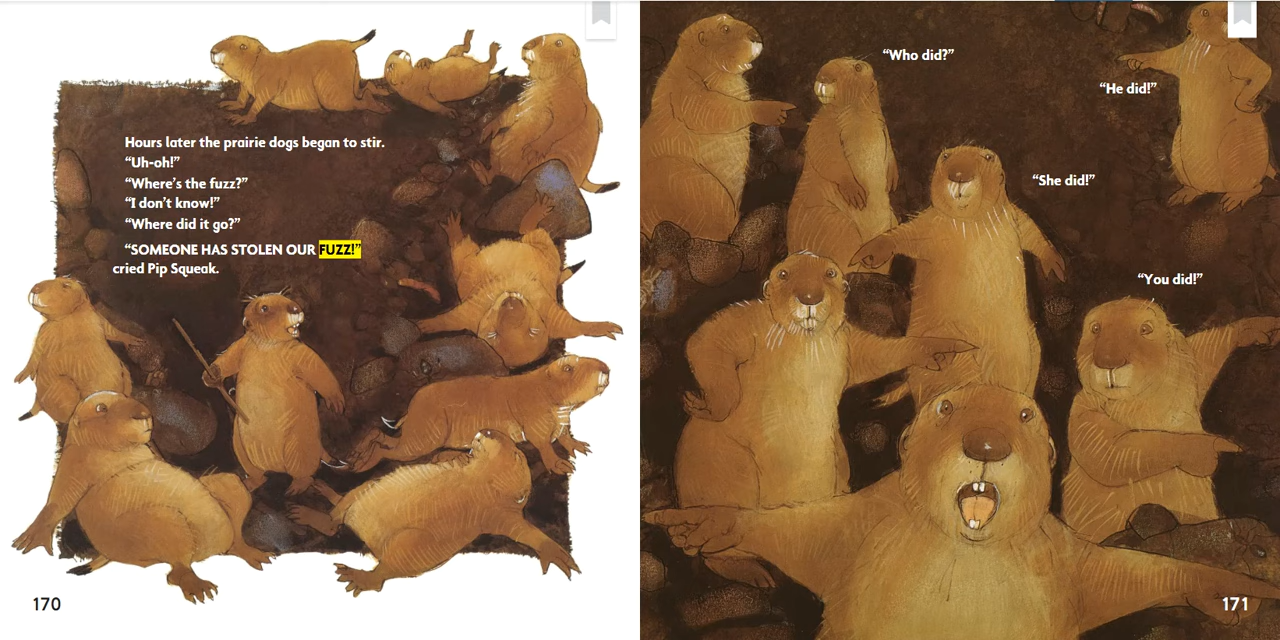 Hours later the prairie dogs began to stir.
“Uh-oh!”
“Where’s the fuzz?”
“I don’t know!”
“Where did it go?”
“SOMEONE HAS STOLEN OUR FUZZ!”
cried Pip Squeak.
170
“Who did?”
“He did!”
“She did!”
“You did!”
171